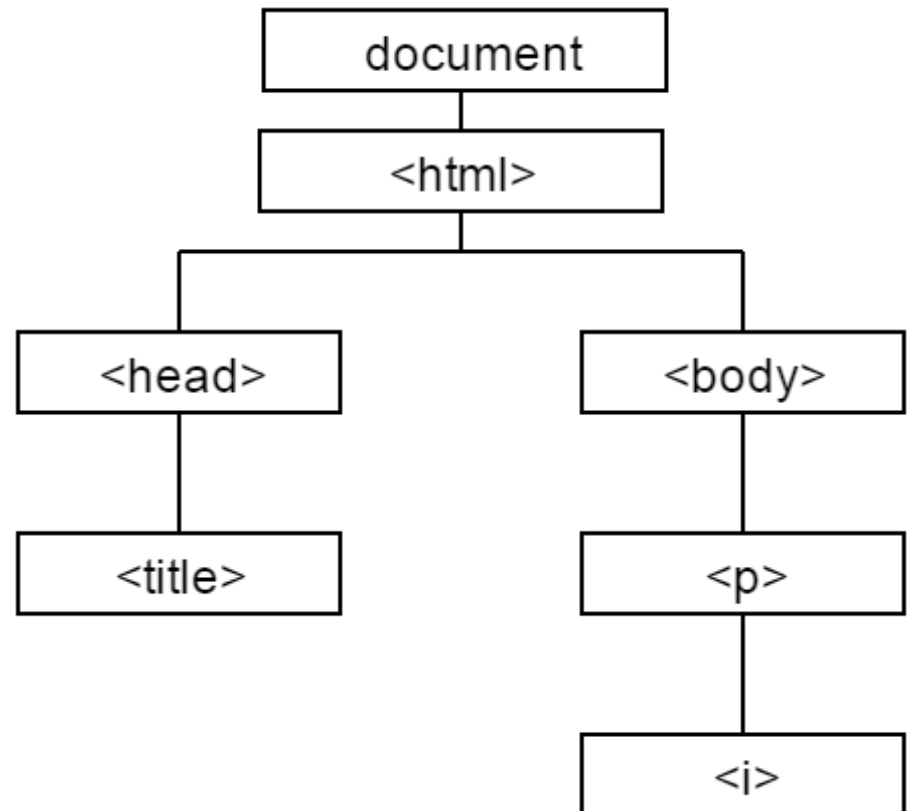 document
<html>
<head> <body>
<title> <p>
<i>